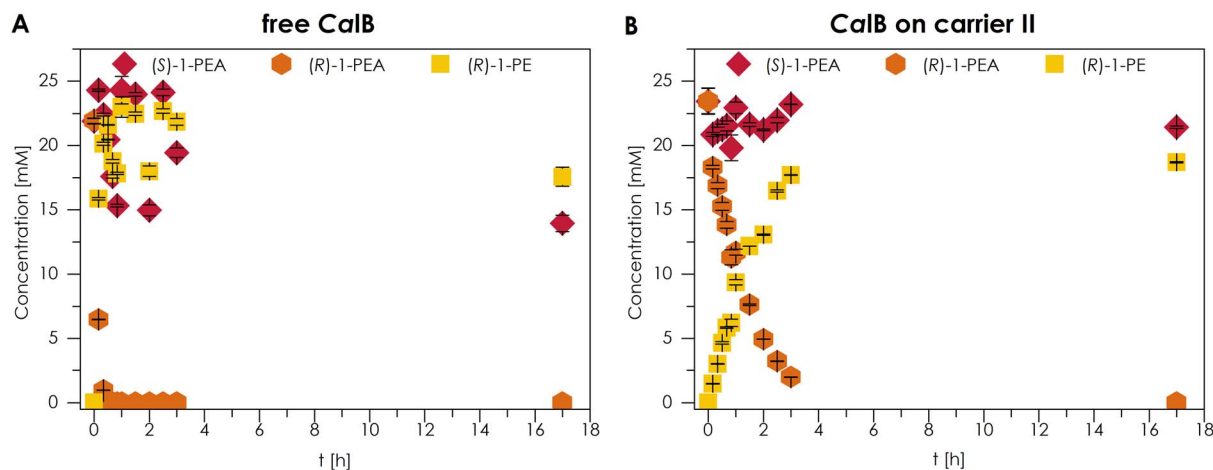 A
free CalB
(S)-1-PEA
(R)-1-PEA
(R)-1-PE
Concentration [mM]
25
20
15
10
5
0
0 2 4 6 8 10 12 14 16 18
t [h]
B
CalB on carrier II
(S)-1-PEA
(R)-1-PEA
(R)-1-PE
Concentration [mM]
25
20
15
10
5
0
0 2 4 6 8 10 12 14 16 18
t [h]